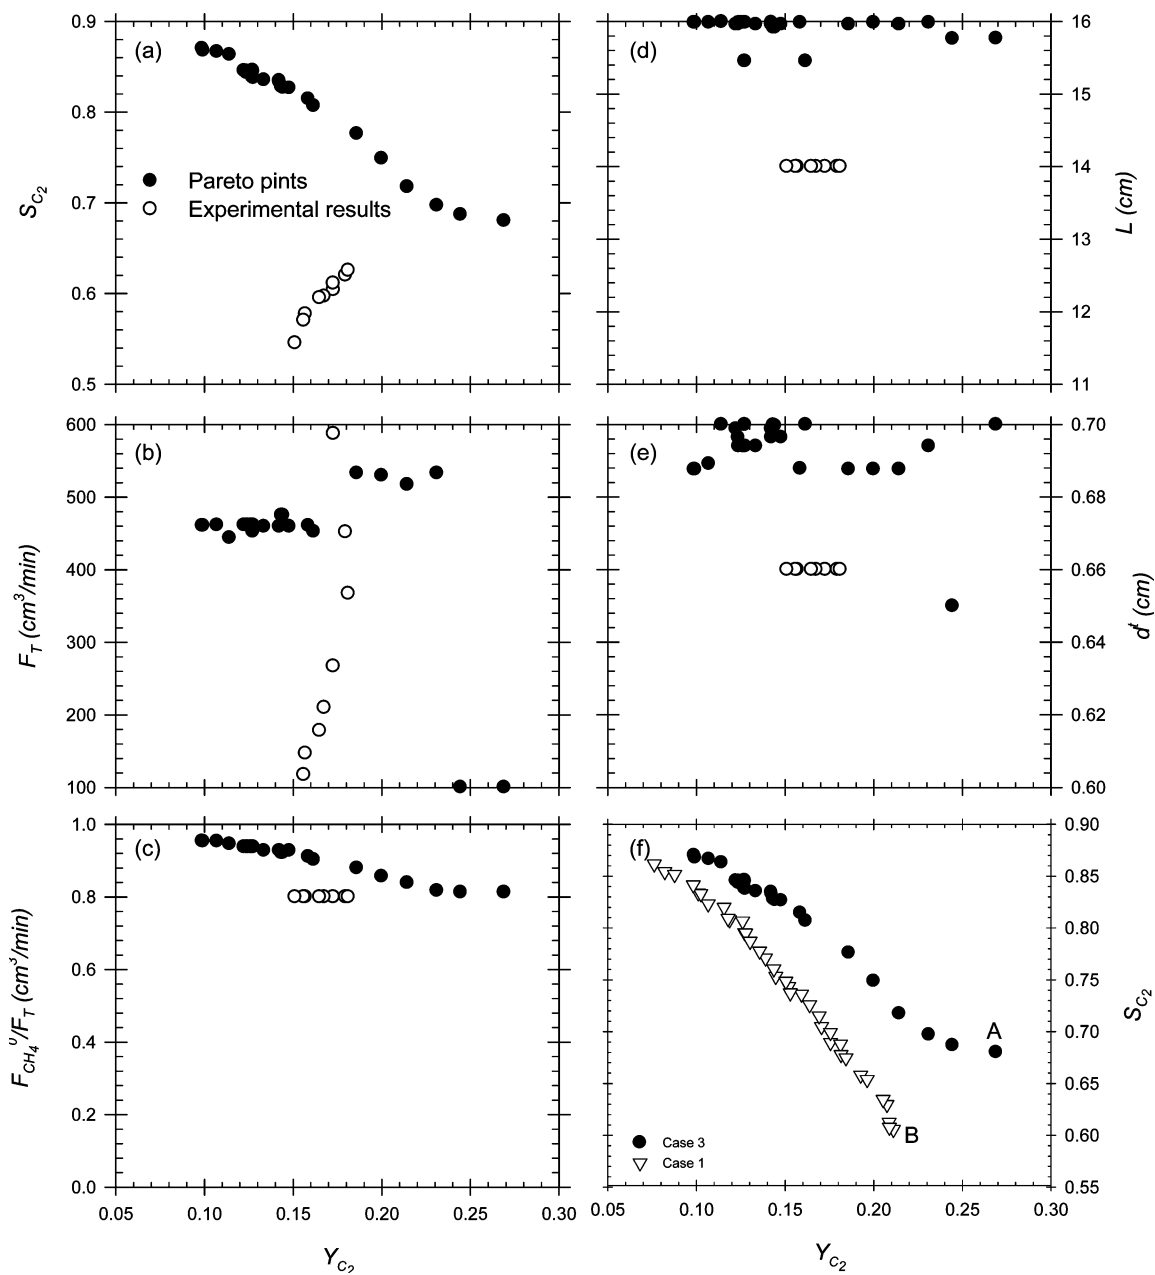 0.9
(a)
0.8
Pareto pints
0.7
Experimental results
0.6
0.5
S_C2
(d)
16
15
14
13
12
11
L (cm)
600
(b)
500
400
300
200
100
F_T (cm³/min)
0.70
(e)
0.68
0.66
0.64
0.62
0.60
dᵗ (cm)
1.0
(c)
0.8
0.6
0.4
0.2
0.0
F_CH4⁰/F_T (cm³/min)
0.05 0.10 0.15 0.20 0.25 0.30
Y_C2
0.90
(f)
0.85
0.80
0.75
0.70
A
0.65
0.60
B
0.55
Case 3
Case 1
S_C2
0.10 0.15 0.20 0.25 0.30
Y_C2